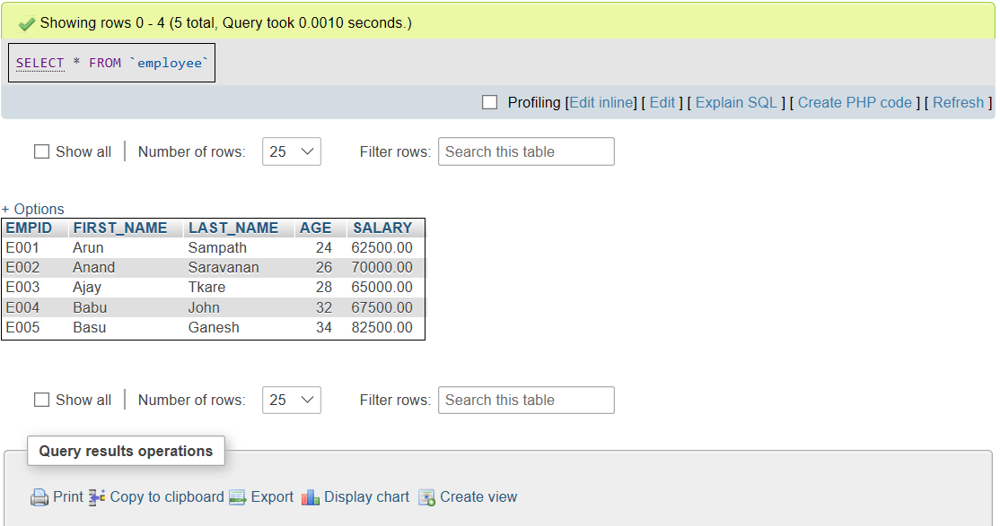 Showing rows 0 - 4 (5 total, Query took 0.0010 seconds.)
SELECT * FROM `employee`
Profiling [Edit inline] [ Edit ] [ Explain SQL ] [ Create PHP code ] [ Refresh ]
Show all Number of rows: 25 Filter rows: Search this table
+ Options
EMPID FIRST_NAME LAST_NAME AGE SALARY
E001 Arun Sampath 24 62500.00
E002 Anand Saravanan 26 70000.00
E003 Ajay Tkare 28 65000.00
E004 Babu John 32 67500.00
E005 Basu Ganesh 34 82500.00
Show all Number of rows: 25 Filter rows: Search this table
Query results operations
Print Copy to clipboard Export Display chart Create view